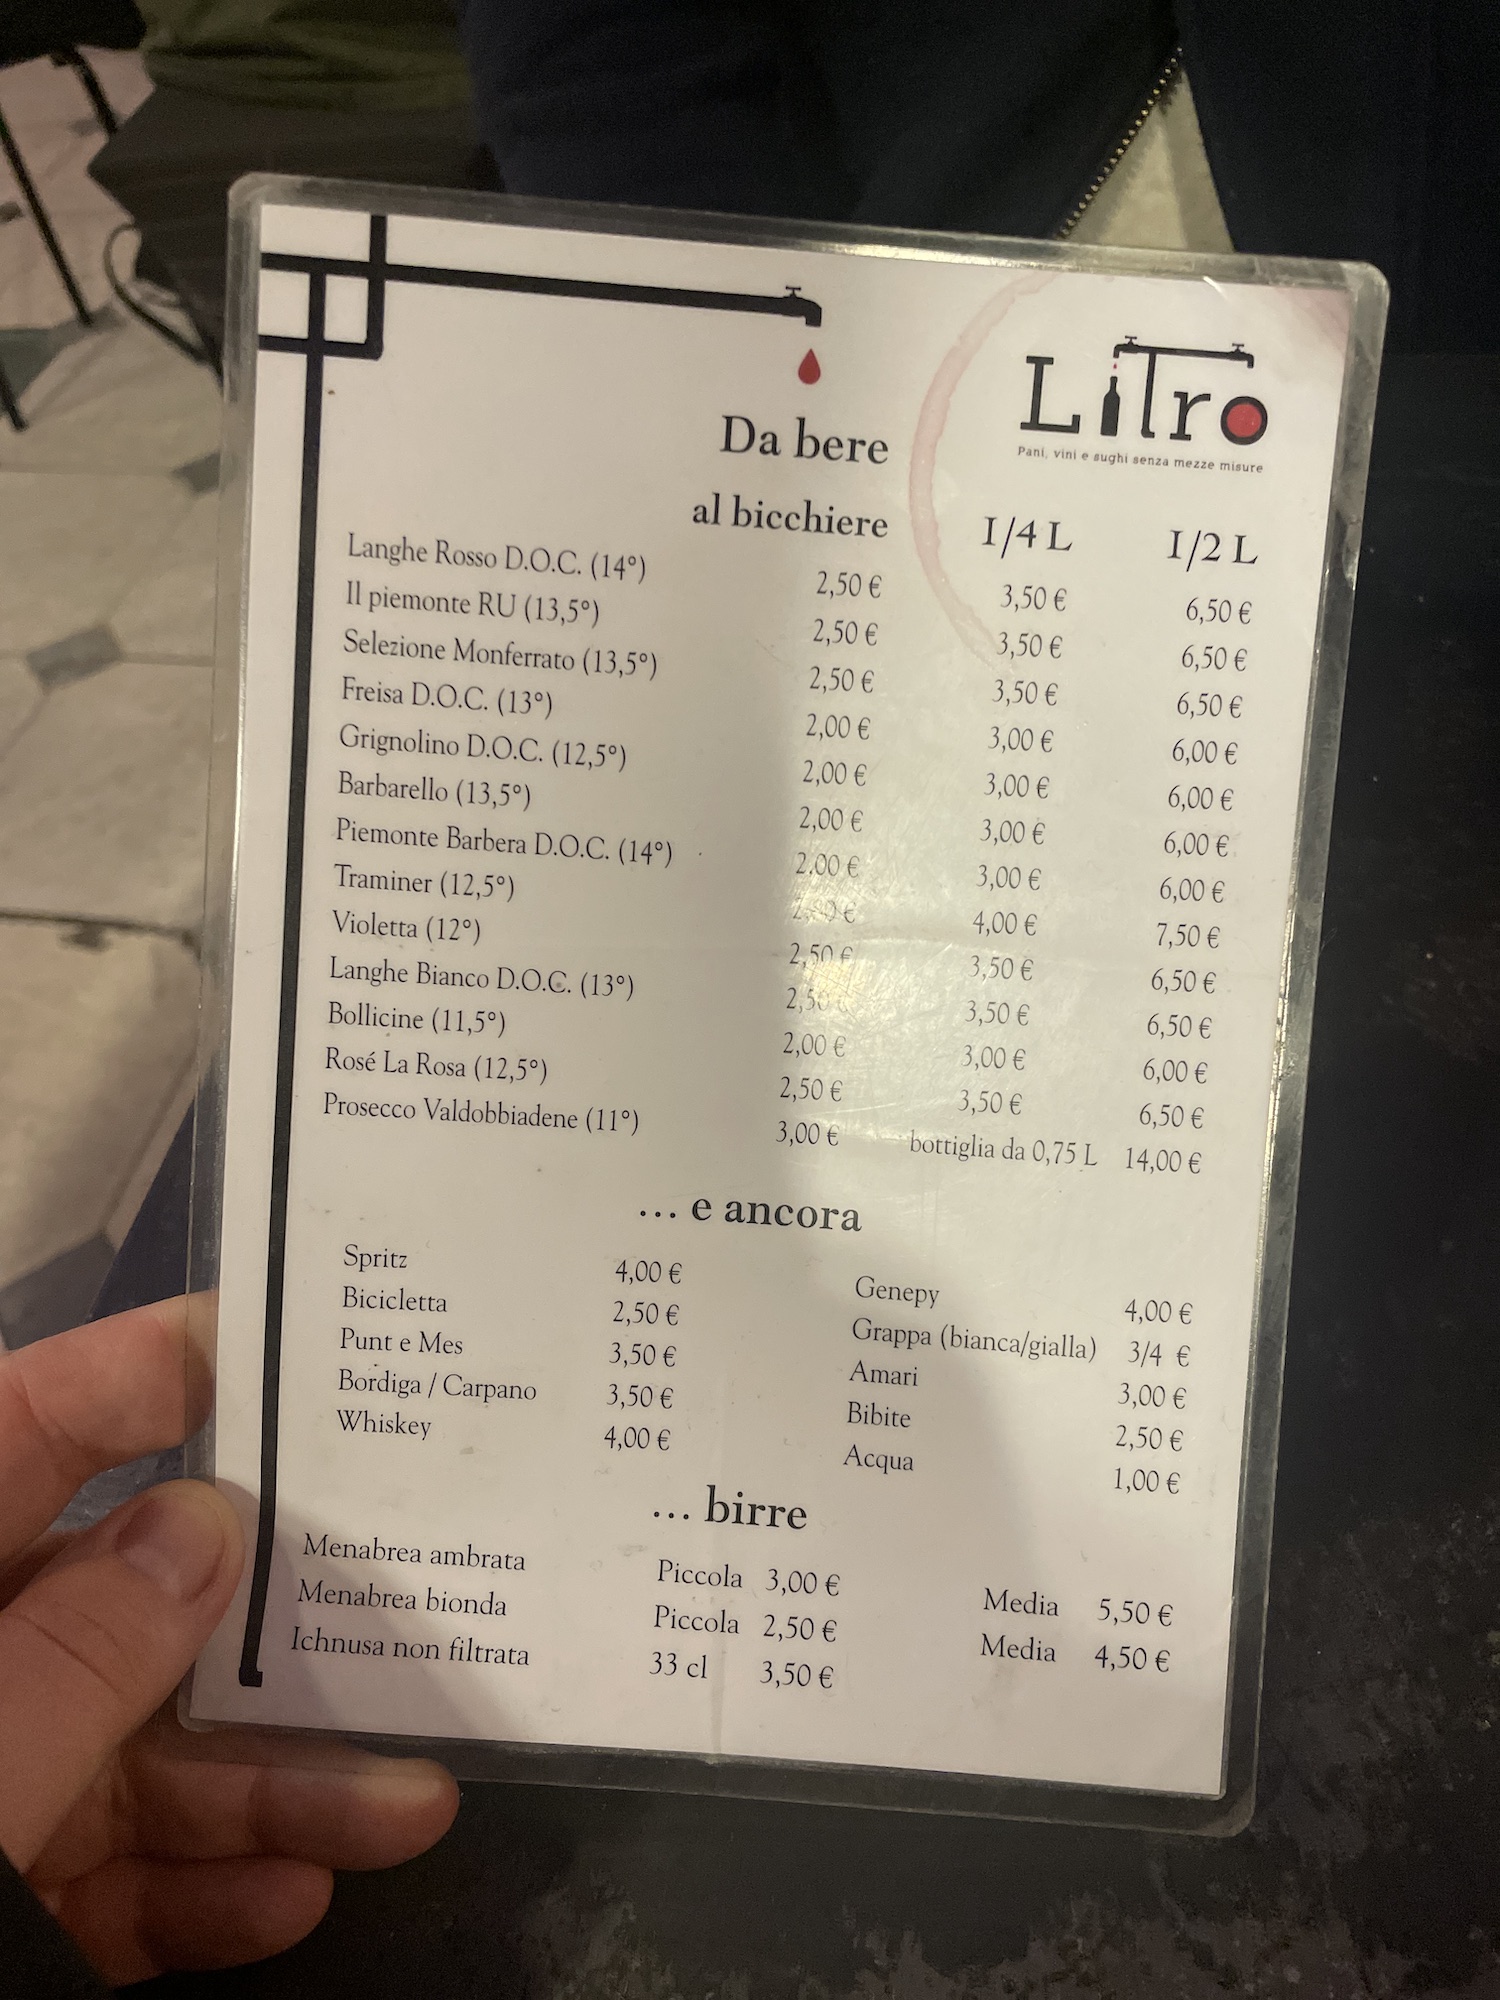 Litro
Pani, vini e sughi senza mezze misure
Da bere
al bicchiere 1/4 L 1/2 L
Langhe Rosso D.O.C. (14°) 2,50 € 3,50 € 6,50 €
Il piemonte RU (13,5°) 2,50 € 3,50 € 6,50 €
Selezione Monferrato (13,5°) 2,50 € 3,50 € 6,50 €
Freisa D.O.C. (13°) 2,00 € 3,00 € 6,00 €
Grignolino D.O.C. (12,5°) 2,00 € 3,00 € 6,00 €
Barbarello (13,5°) 2,00 € 3,00 € 6,00 €
Piemonte Barbera D.O.C. (14°) 2,00 € 3,00 € 6,00 €
Traminer (12,5°) 4,00 € 7,50 €
Violetta (12°) 2,50 € 3,50 € 6,50 €
Langhe Bianco D.O.C. (13°) 2,50 € 3,50 € 6,50 €
Bollicine (11,5°) 2,00 € 3,00 € 6,00 €
Rosé La Rosa (12,5°) 2,50 € 3,50 € 6,50 €
Prosecco Valdobbiadene (11°) 3,00 € bottiglia da 0,75 L 14,00 €
... e ancora
Spritz 4,00 €
Bicicletta 2,50 €
Punt e Mes 3,50 €
Bordiga / Carpano 3,50 €
Whiskey 4,00 €
Genepy 4,00 €
Grappa (bianca/gialla) 3/4 €
Amari 3,00 €
Bibite 2,50 €
Acqua 1,00 €
... birre
Menabrea ambrata Piccola 3,00 € Media 5,50 €
Menabrea bionda Piccola 2,50 € Media 4,50 €
Ichnusa non filtrata 33 cl 3,50 €